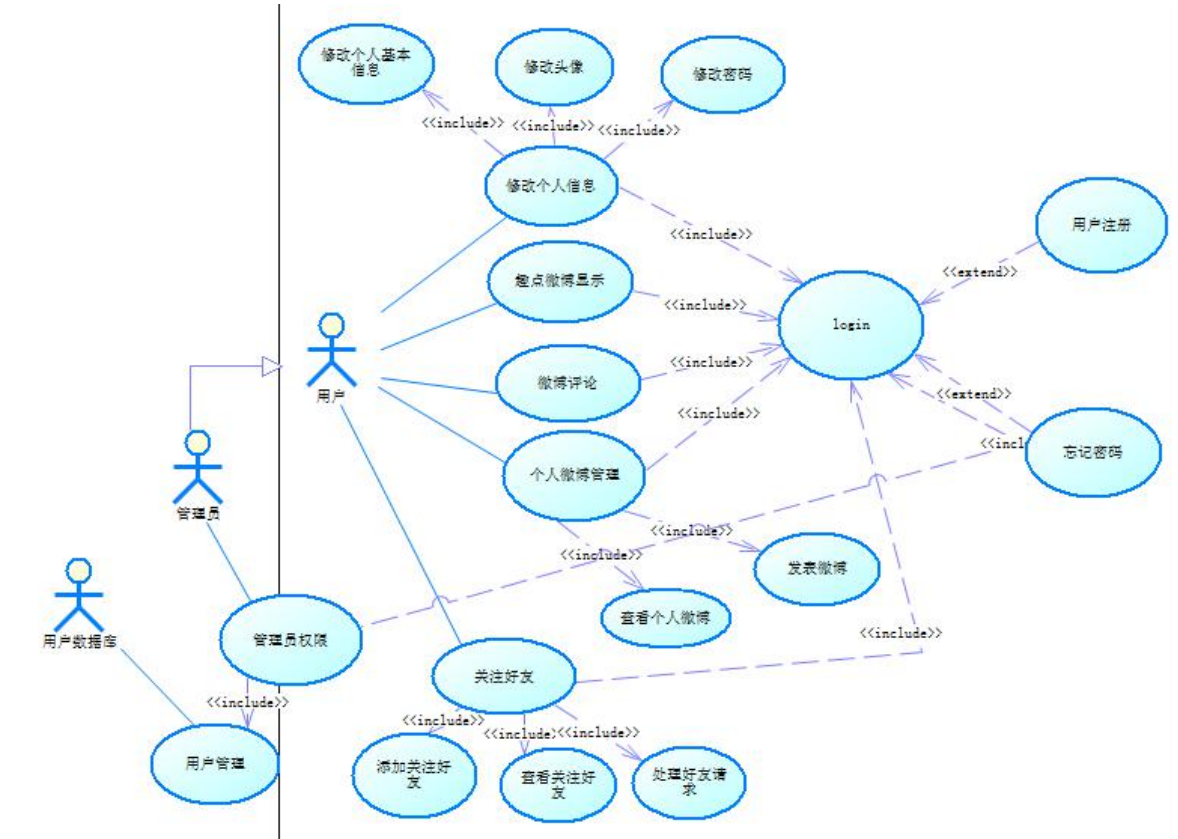 修改个人基本
信息
修改头像
修改密码
<<include>>
<<include>>
<<include>>
修改个人信息
用户注册
<<include>>
<<extend>>
趣点微博显示
<<include>>
login
用户
微博评论
<<include>>
<<extend>>
<<include>>
<<incl
忘记密码
个人微博管理
管理员
<<include>>
<<include>>
发表微博
查看个人微博
用户数据库
管理员权限
<<include>>
关注好友
<<include>>
<<include>>
<<include>
<<include>>
用户管理
添加关注好
友
查看关注好
友
处理好友请
求